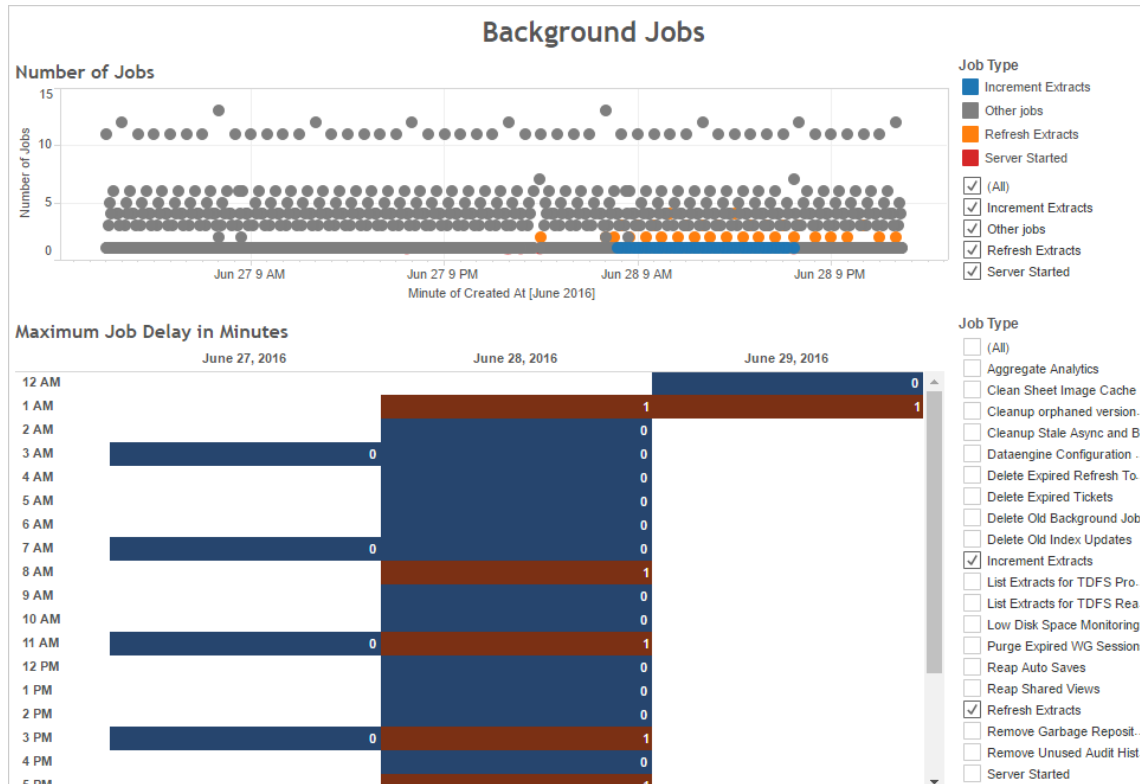 Background Jobs
Number of Jobs
15
10
5
0
Number of Jobs
Jun 27 9 AM Jun 27 9 PM Jun 28 9 AM Jun 28 9 PM
Minute of Created At [June 2016]
Job Type
Increment Extracts
Other jobs
Refresh Extracts
Server Started
(All)
Increment Extracts
Other jobs
Refresh Extracts
Server Started
Maximum Job Delay in Minutes
June 27, 2016 June 28, 2016 June 29, 2016
12 AM 0
1 AM 1 1
2 AM 0
3 AM 0 0
4 AM 0
5 AM 0
6 AM 0
7 AM 0 0
8 AM 1
9 AM 0
10 AM 0
11 AM 0 1
12 PM 0
1 PM 0
2 PM 0
3 PM 0 1
4 PM 0
5 PM 1
Job Type
(All)
Aggregate Analytics
Clean Sheet Image Cache
Cleanup orphaned version..
Cleanup Stale Async and B
Dataengine Configuration ..
Delete Expired Refresh To..
Delete Expired Tickets
Delete Old Background Job
Delete Old Index Updates
Increment Extracts
List Extracts for TDFS Pro..
List Extracts for TDFS Rea
Low Disk Space Monitoring
Purge Expired WG Session
Reap Auto Saves
Reap Shared Views
Refresh Extracts
Remove Garbage Reposit..
Remove Unused Audit Hist
Server Started